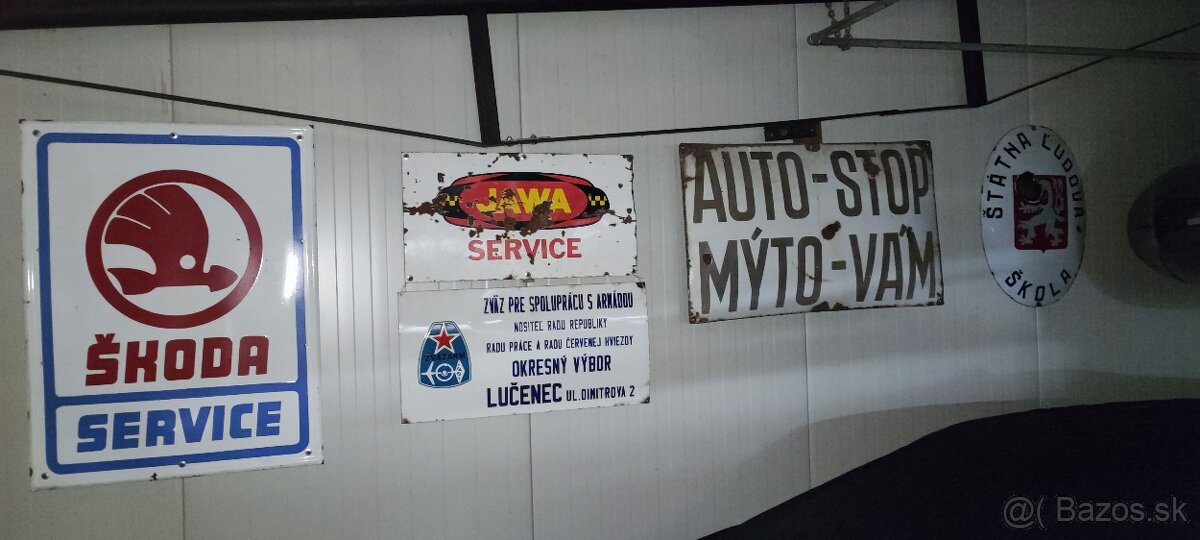 ŠKODA
SERVICE
JAWA
SERVICE
ZVÄZ PRE SPOLUPRÁCU S ARMÁDOU
NOSITEĽ RADU REPUBLIKY
RADU PRÁCE A RADU ČERVENEJ HVIEZDY
OKRESNÝ VÝBOR
LUČENEC UL. DIMITROVA 2
ZVÄZARM
AUTO-STOP
MÝTO-VÁM
ŠTÁTNA ĽUDOVÁ
ŠKOLA
@( Bazos.sk